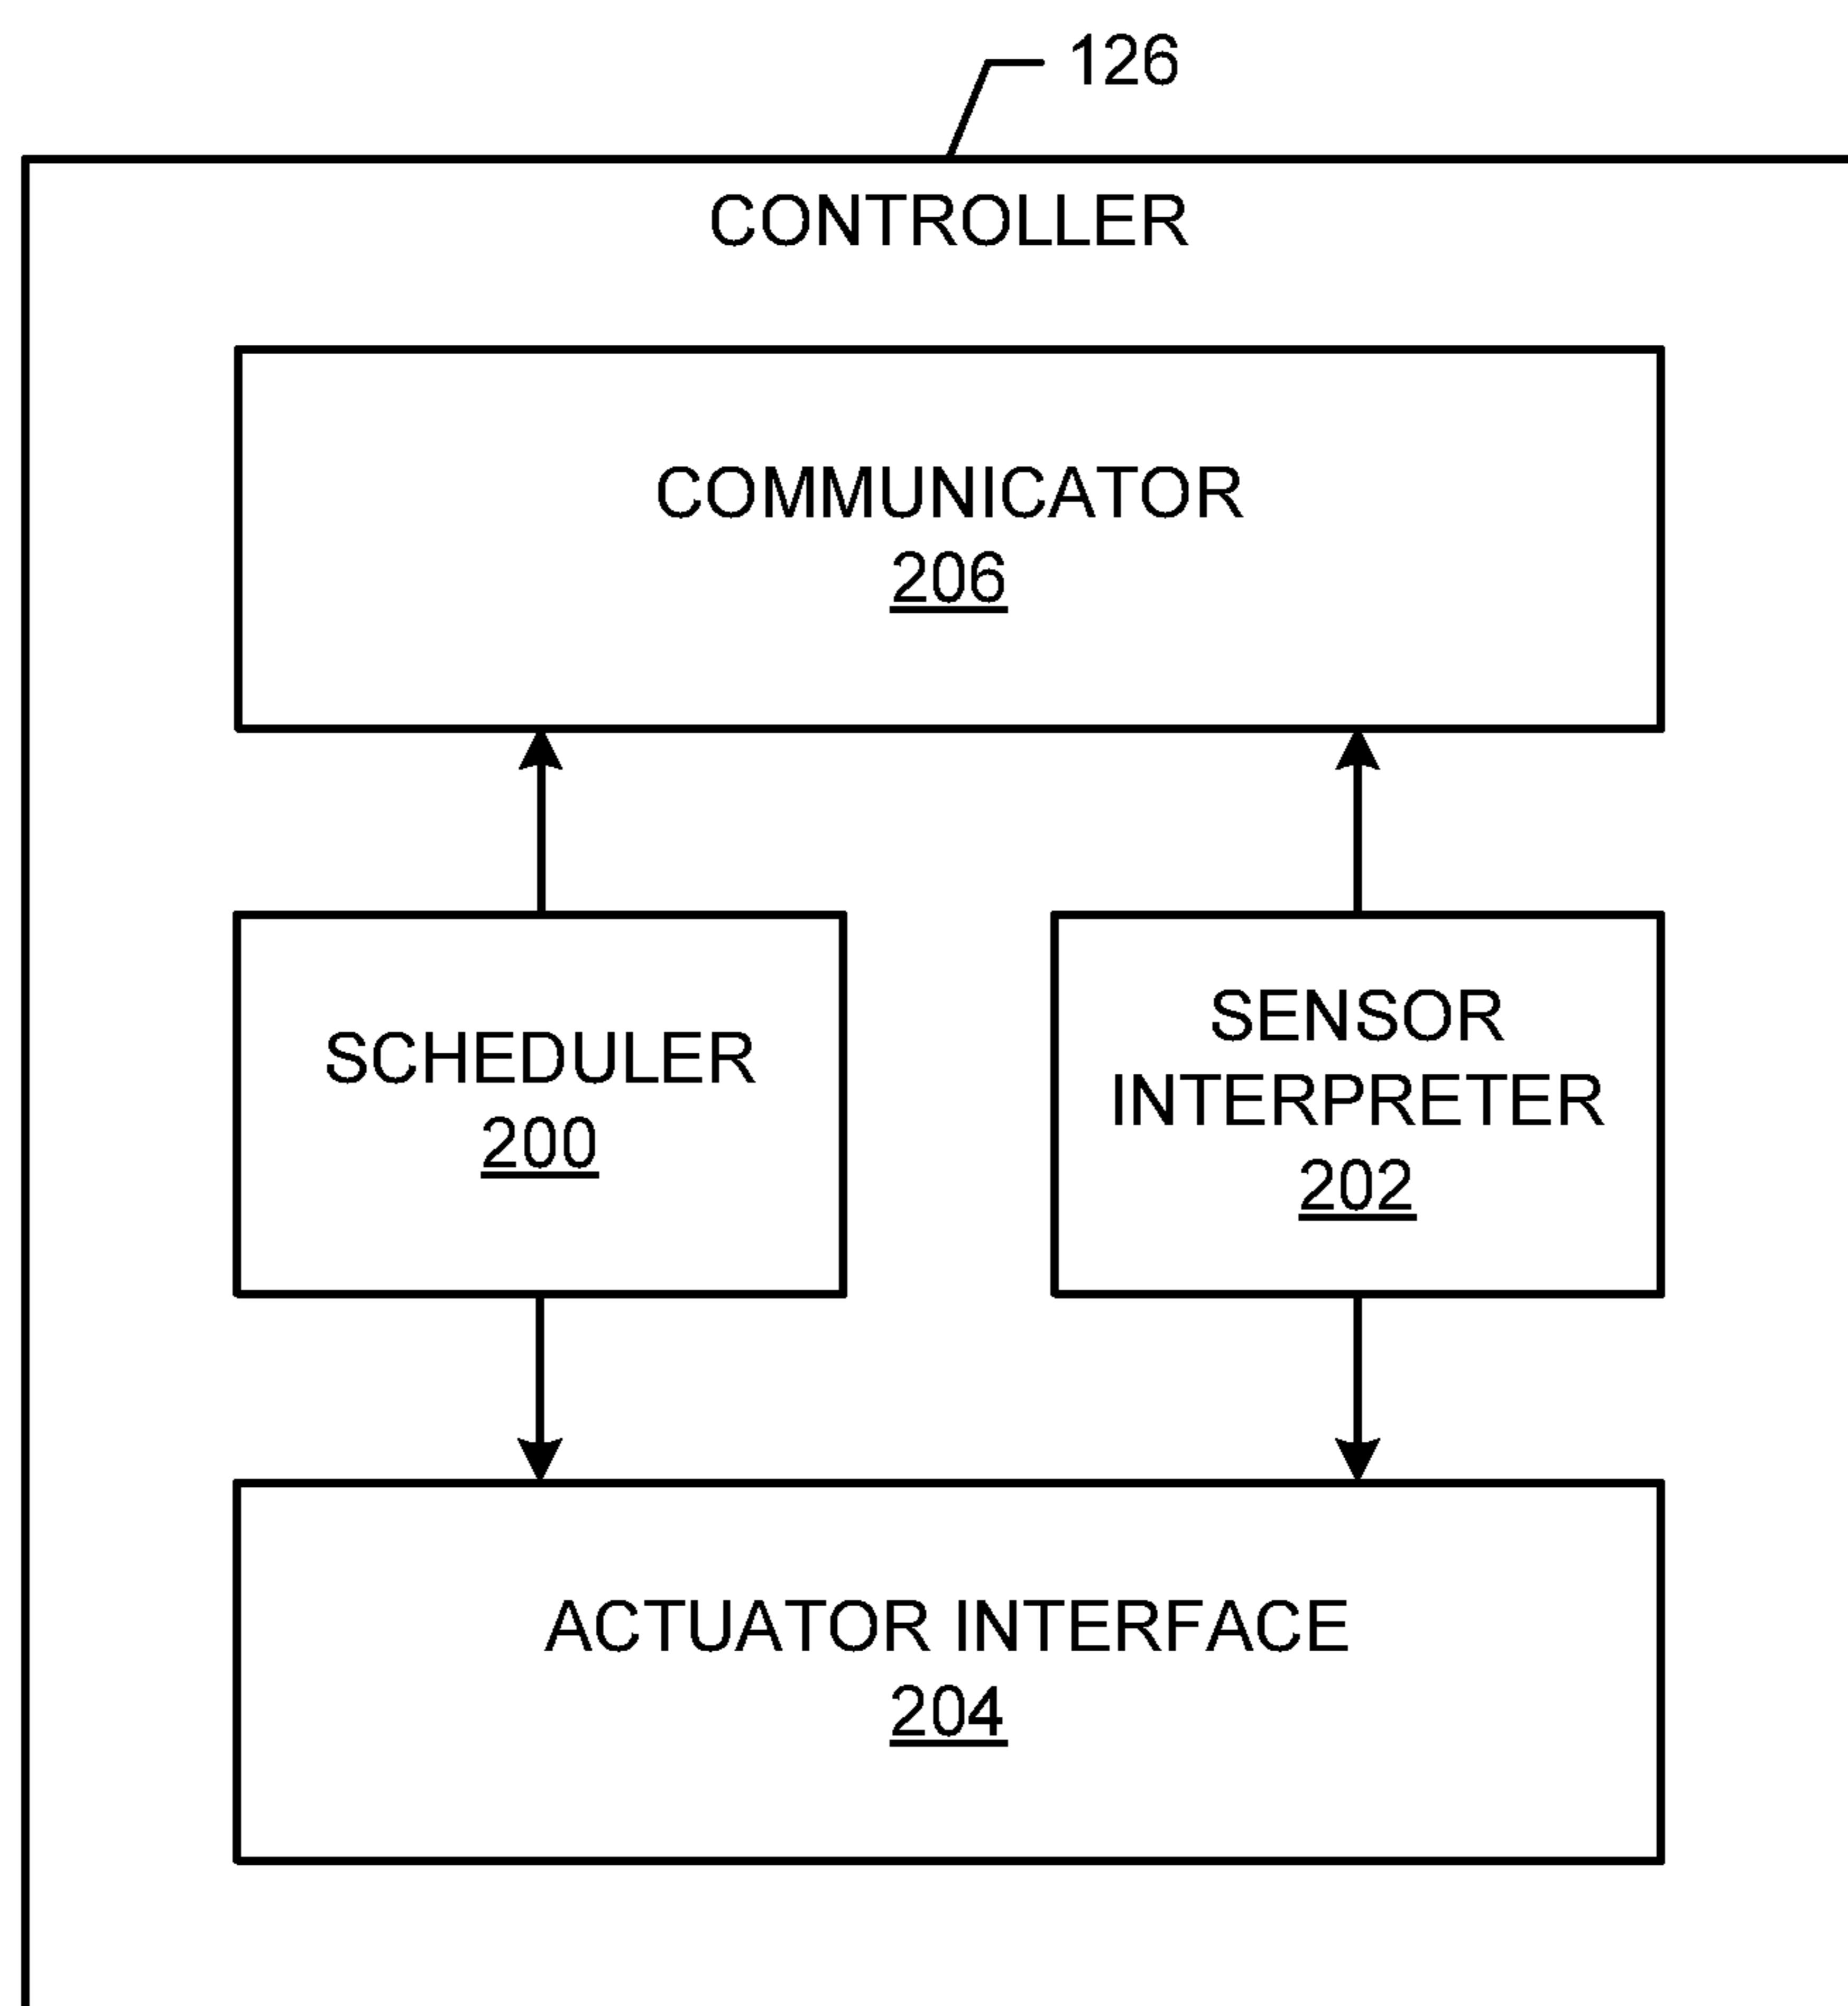 126
CONTROLLER
COMMUNICATOR
206
SCHEDULER
200
SENSOR
INTERPRETER
202
ACTUATOR INTERFACE
204